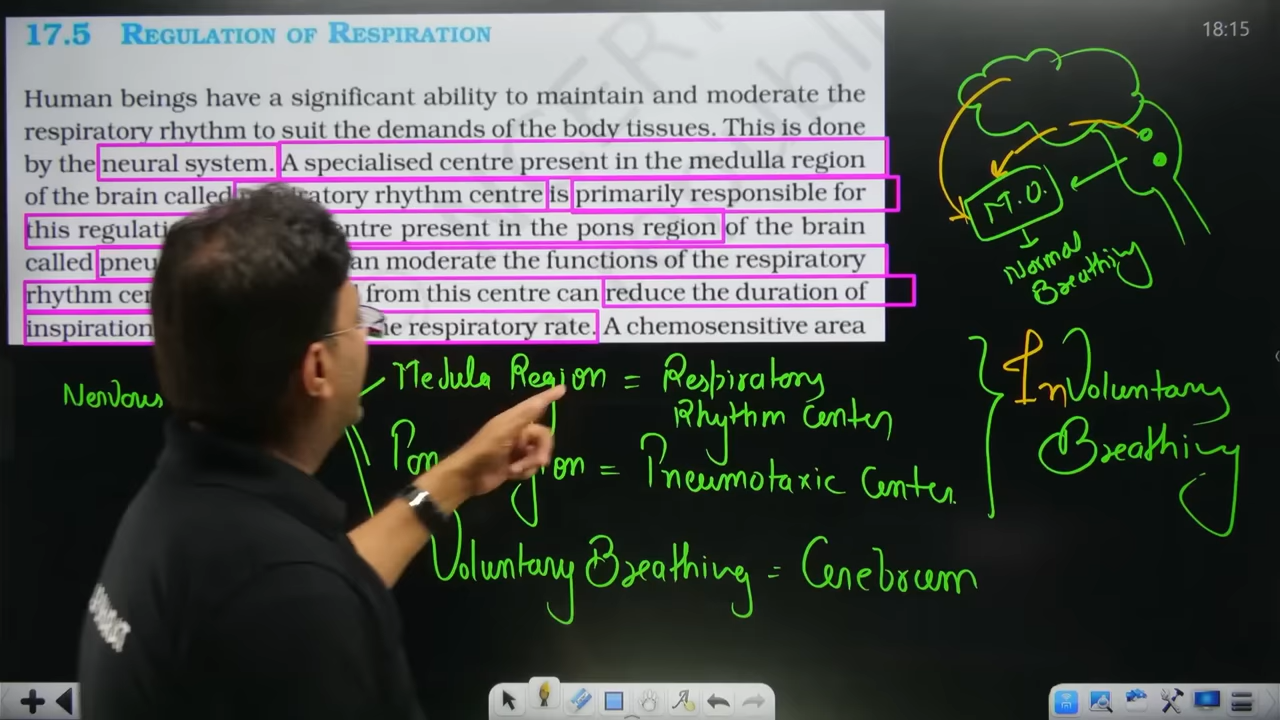 18:15
17.5 REGULATION OF RESPIRATION
Human beings have a significant ability to maintain and moderate the
respiratory rhythm to suit the demands of the body tissues. This is done
by the neural system. A specialised centre present in the medulla region
of the brain called ratory rhythm centre is primarily responsible for
this regulati ntre present in the pons region of the brain
called pneu an moderate the functions of the respiratory
rhythm cen from this centre can reduce the duration of
inspiration he respiratory rate. A chemosensitive area
M.O.
Normal
Breathing
Nervous
Medula Region = Respiratory
Rhythm Center
Pon gion = Pneumotaxic Center
InVoluntary
Breathing
Voluntary Breathing = Cerebrum